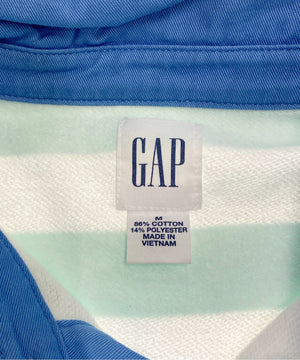 GAP
M
86% COTTON
14% POLYESTER
MADE IN
VIETNAM